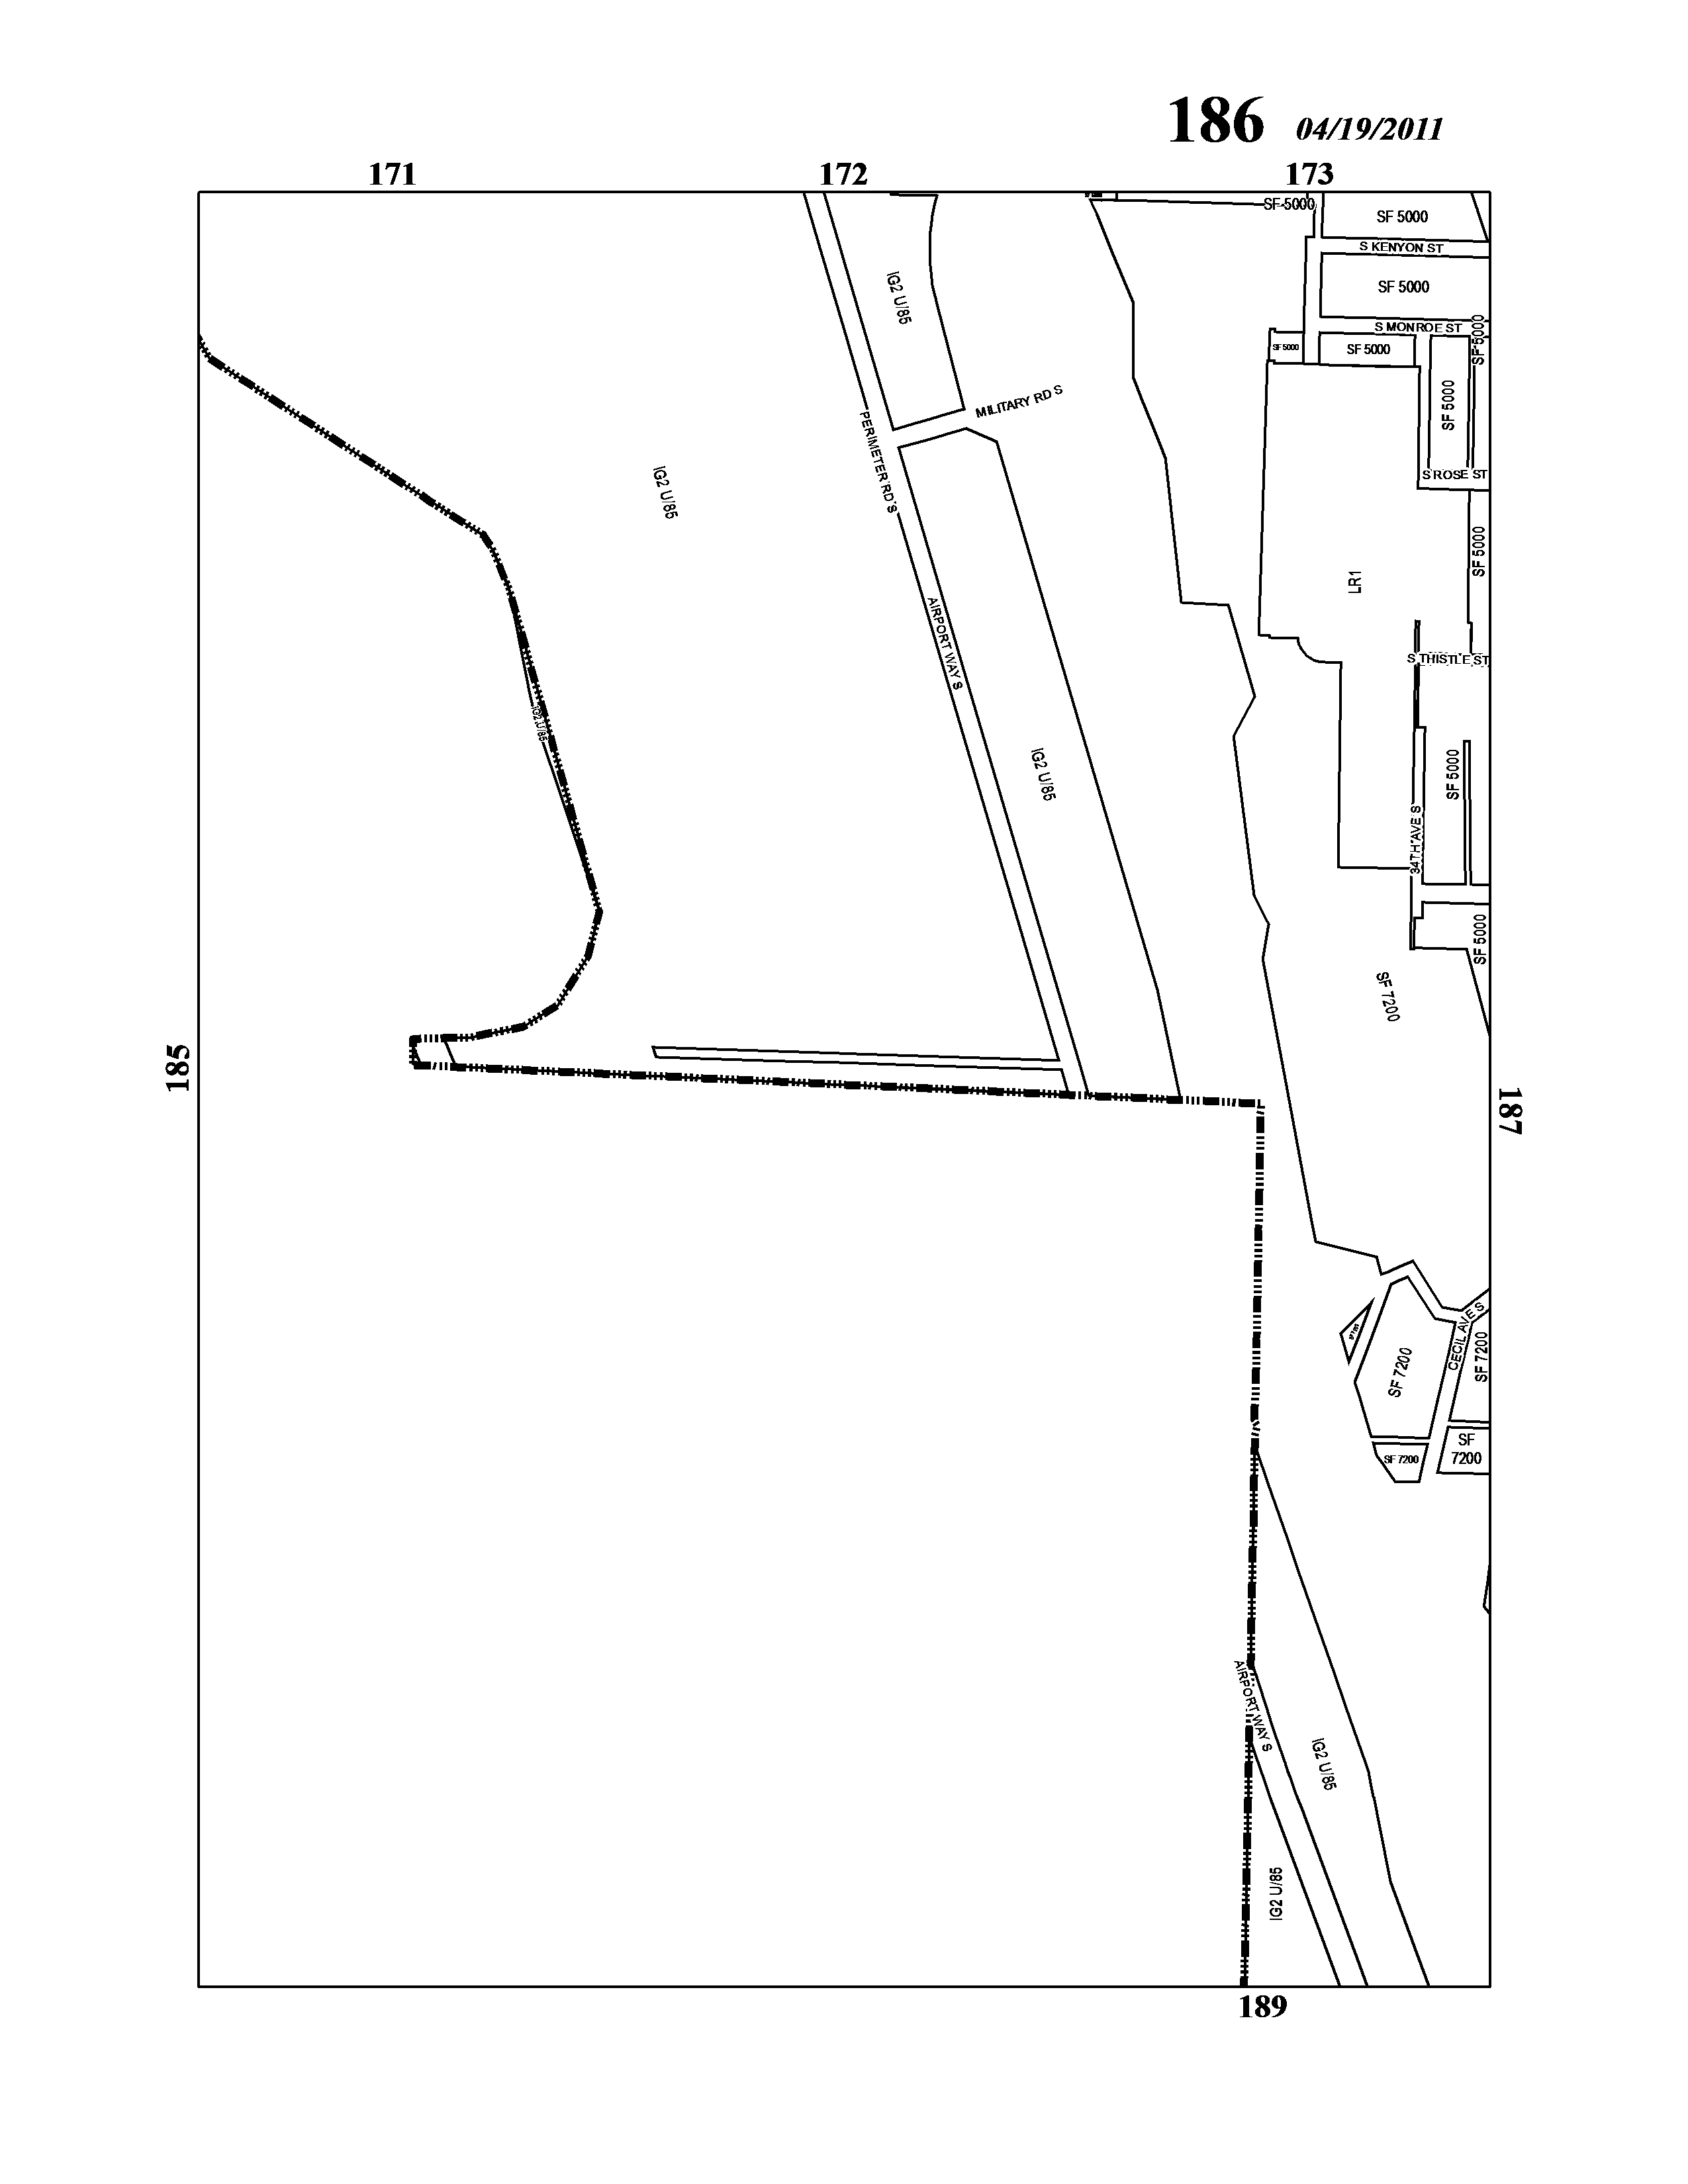 186 04/19/2011
171 172 173
SF 5000
SF 5000
S KENYON ST
SF 5000
IG2 U/85
S MONROE ST
SF 5000
SF 5000
SF 5000
SF 5000
MILITARY RD S
PERIMETER RD S
IG2 U/85
S ROSE ST
SF 5000
LR1
AIRPORT WAY S
S THISTLE ST
IG2 U/85
IG2 U/85
SF 5000
34TH AVE S
SF 5000
SF 7200
185
187
CECIL AVE S
SF 7200
SF 7200
SF
7200
SF 7200
AIRPORT WAY S
IG2 U/85
IG2 U/85
189